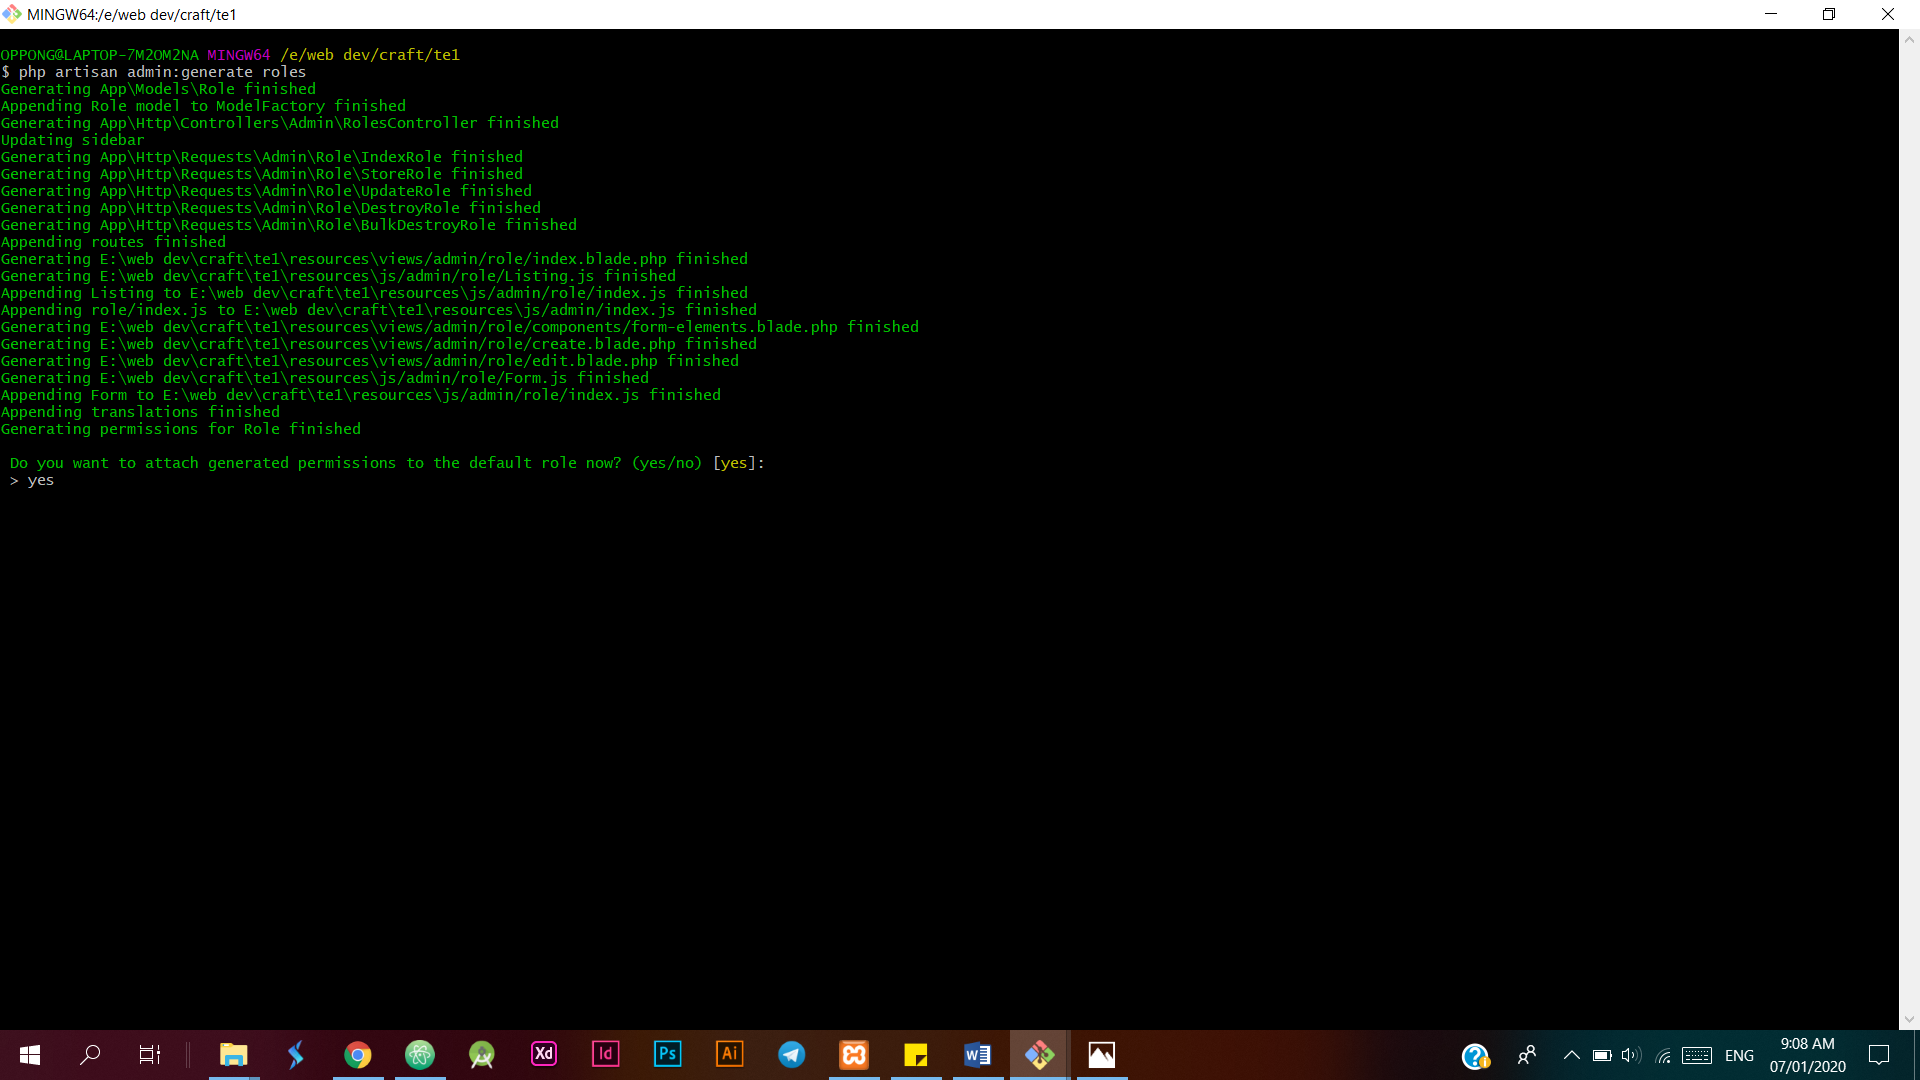 MINGW64:/e/web dev/craft/te1
OPPONG@LAPTOP-7M2OM2NA MINGW64 /e/web dev/craft/te1
$ php artisan admin:generate roles
Generating App\Models\Role finished
Appending Role model to ModelFactory finished
Generating App\Http\Controllers\Admin\RolesController finished
Updating sidebar
Generating App\Http\Requests\Admin\Role\IndexRole finished
Generating App\Http\Requests\Admin\Role\StoreRole finished
Generating App\Http\Requests\Admin\Role\UpdateRole finished
Generating App\Http\Requests\Admin\Role\DestroyRole finished
Generating App\Http\Requests\Admin\Role\BulkDestroyRole finished
Appending routes finished
Generating E:\web dev\craft\te1\resources\views/admin/role/index.blade.php finished
Generating E:\web dev\craft\te1\resources\js/admin/role/Listing.js finished
Appending Listing to E:\web dev\craft\te1\resources\js/admin/role/index.js finished
Appending role/index.js to E:\web dev\craft\te1\resources\js/admin/index.js finished
Generating E:\web dev\craft\te1\resources\views/admin/role/components/form-elements.blade.php finished
Generating E:\web dev\craft\te1\resources\views/admin/role/create.blade.php finished
Generating E:\web dev\craft\te1\resources\views/admin/role/edit.blade.php finished
Generating E:\web dev\craft\te1\resources\js/admin/role/Form.js finished
Appending Form to E:\web dev\craft\te1\resources\js/admin/role/index.js finished
Appending translations finished
Generating permissions for Role finished
Do you want to attach generated permissions to the default role now? (yes/no) [yes]:
> yes
Xd Id Ps Ai W ENG
9:08 AM
07/01/2020